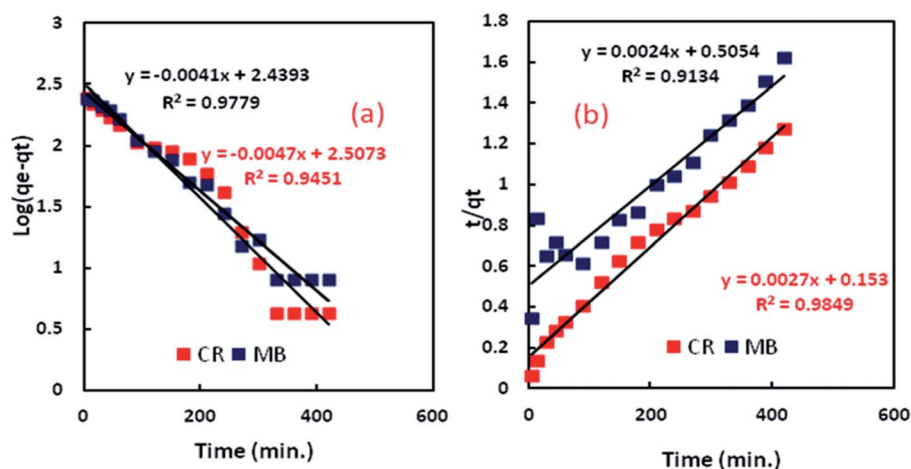 3
2.5
2
1.5
1
0.5
0
0
200
400
600
Log(qe-qt)
Time (min.)
y = -0.0041x + 2.4393
R² = 0.9779
(a)
y = -0.0047x + 2.5073
R² = 0.9451
CR MB
1.8
1.6
1.4
1.2
1
0.8
0.6
0.4
0.2
0
0
200
400
600
t/qt
Time (min.)
y = 0.0024x + 0.5054
R² = 0.9134
(b)
y = 0.0027x + 0.153
R² = 0.9849
CR MB